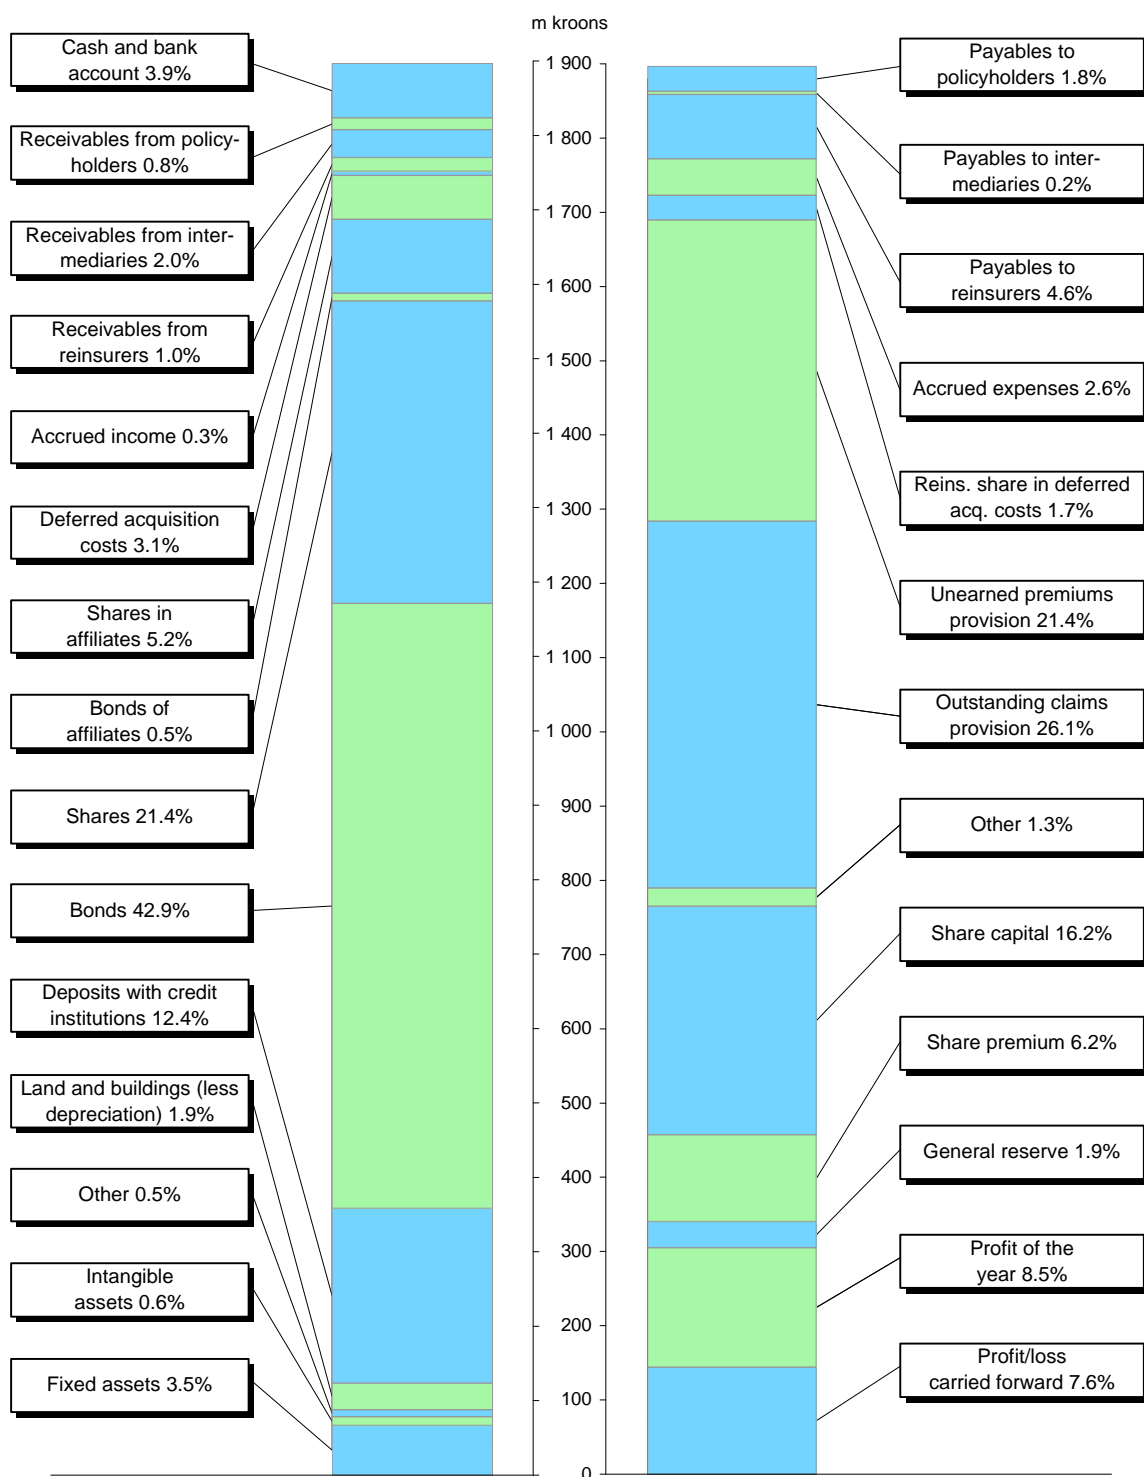 m kroons
Cash and bank
account 3.9%
Receivables from policy-
holders 0.8%
Receivables from inter-
mediaries 2.0%
Receivables from
reinsurers 1.0%
Accrued income 0.3%
Deferred acquisition
costs 3.1%
Shares in
affiliates 5.2%
Bonds of
affiliates 0.5%
Shares 21.4%
Bonds 42.9%
Deposits with credit
institutions 12.4%
Land and buildings (less
depreciation) 1.9%
Other 0.5%
Intangible
assets 0.6%
Fixed assets 3.5%
1 900
1 800
1 700
1 600
1 500
1 400
1 300
1 200
1 100
1 000
900
800
700
600
500
400
300
200
100
0
Payables to
policyholders 1.8%
Payables to inter-
mediaries 0.2%
Payables to
reinsurers 4.6%
Accrued expenses 2.6%
Reins. share in deferred
acq. costs 1.7%
Unearned premiums
provision 21.4%
Outstanding claims
provision 26.1%
Other 1.3%
Share capital 16.2%
Share premium 6.2%
General reserve 1.9%
Profit of the
year 8.5%
Profit/loss
carried forward 7.6%